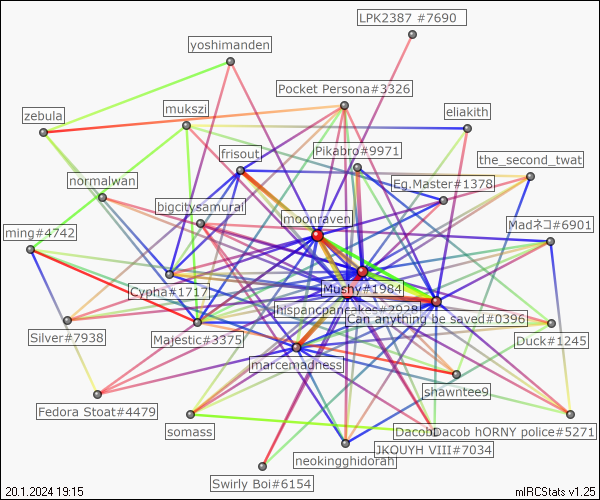 LPK2387 #7690
yoshimanden
Pocket Persona#3326
mukszi
zebula
eliakith
frisout
Pikabro#9971
the_second_twat
normalwan
Eg.Master#1378
bigcitysamurai
moonraven
Madネコ#6901
ming#4742
Cypha#1717
Mushy#1984
hispancpancakes#7928
Can anything be saved#0396
Silver#7938
Majestic#3375
Duck#1245
marcemadness
shawntee9
Fedora Stoat#4479
somass
Dacob hORNY police#5271
JKQUYH VIII#7034
neokingghidorah
Swirly Boi#6154
20.1.2024 19:15
mIRCStats v1.25